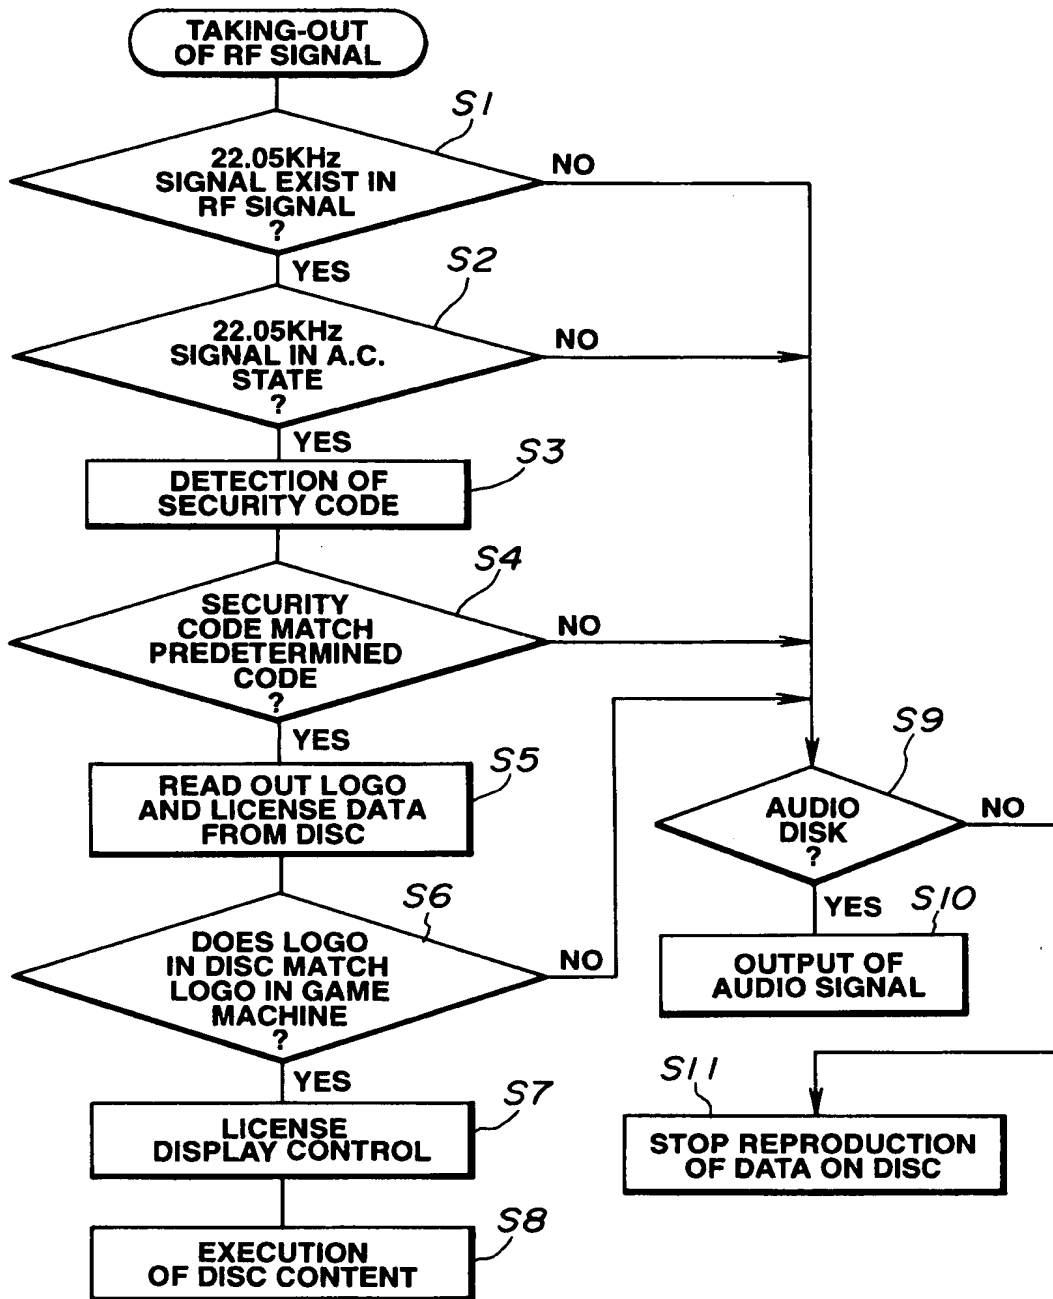 TAKING-OUT
OF RF SIGNAL
S1
22.05KHz
SIGNAL EXIST IN
RF SIGNAL
?
NO
YES
S2
22.05KHz
SIGNAL IN A.C.
STATE
?
NO
YES
S3
DETECTION OF
SECURITY CODE
S4
SECURITY
CODE MATCH
PREDETERMINED
CODE
?
NO
YES
S5
READ OUT LOGO
AND LICENSE DATA
FROM DISC
S6
DOES LOGO
IN DISC MATCH
LOGO IN GAME
MACHINE
?
NO
YES
S7
LICENSE
DISPLAY CONTROL
S8
EXECUTION
OF DISC CONTENT
S9
AUDIO
DISK
?
NO
YES
S10
OUTPUT OF
AUDIO SIGNAL
S11
STOP REPRODUCTION
OF DATA ON DISC